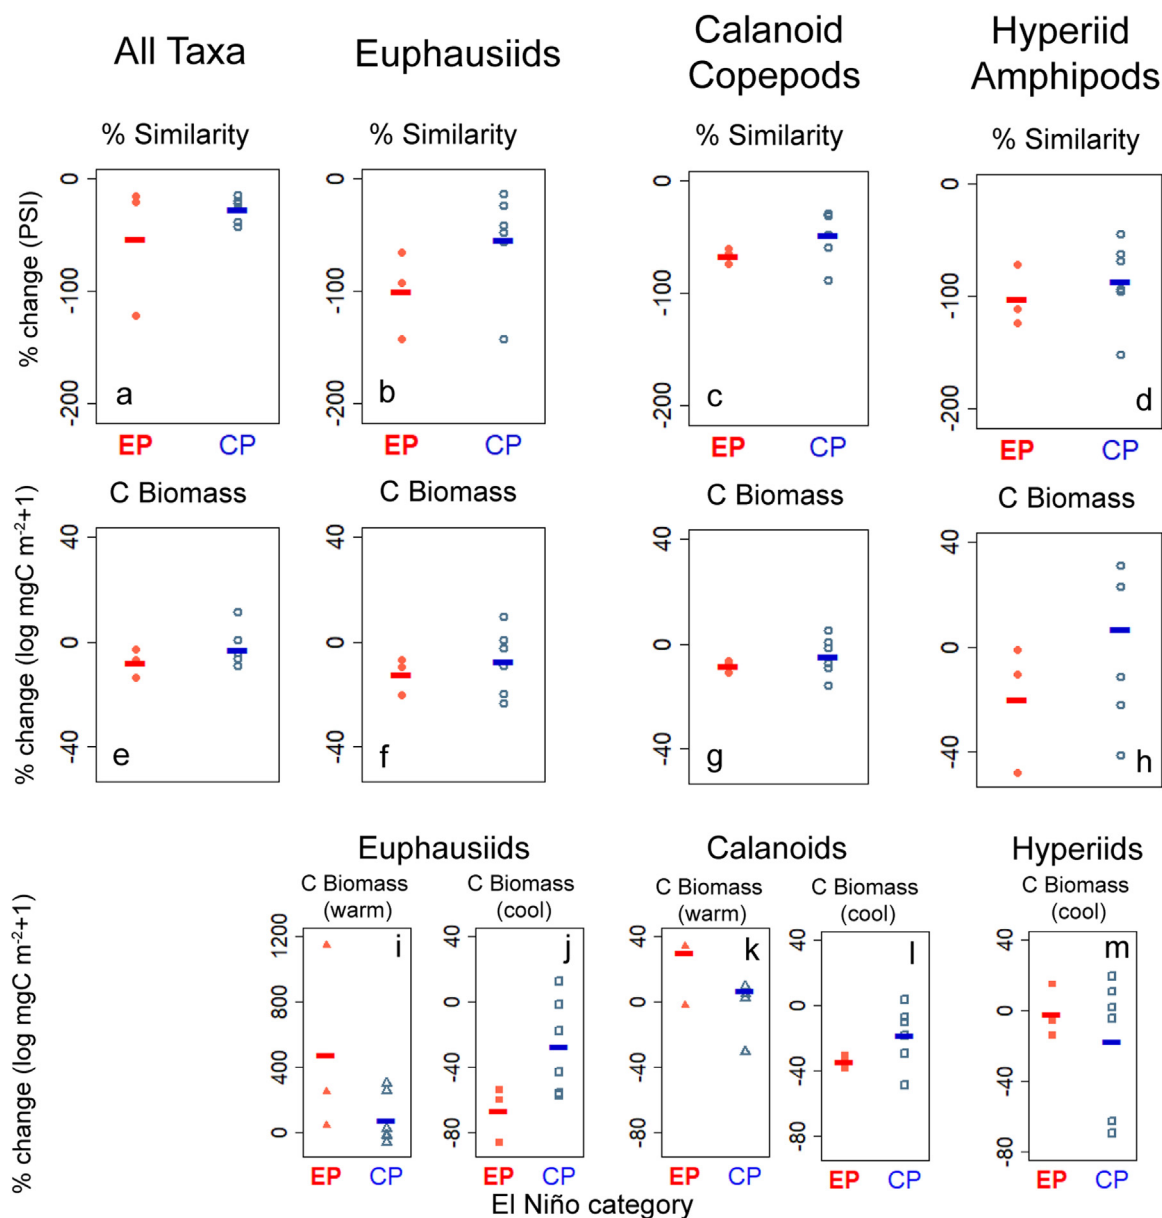 All Taxa
Euphausiids
Calanoid
Copepods
Hyperiid
Amphipods
% Similarity
% Similarity
% Similarity
% Similarity
% change (PSI)
0
-100
-200
a
EP
CP
0
-100
-200
b
EP
CP
0
-100
-200
c
EP
CP
0
-100
-200
d
EP
CP
C Biomass
C Biomass
C Biomass
C Biomass
% change (log mgC m⁻²+1)
40
0
-40
e
40
0
-40
f
40
0
-40
g
40
0
-40
h
Euphausiids
Calanoids
Hyperiids
% change (log mgC m⁻²+1)
C Biomass
(warm)
1200
800
400
0
i
EP
CP
C Biomass
(cool)
40
0
-40
-80
j
C Biomass
(warm)
40
0
-40
-80
k
EP
CP
C Biomass
(cool)
40
0
-40
-80
l
EP
CP
C Biomass
(cool)
40
0
-40
-80
m
EP
CP
EP
CP
El Niño category